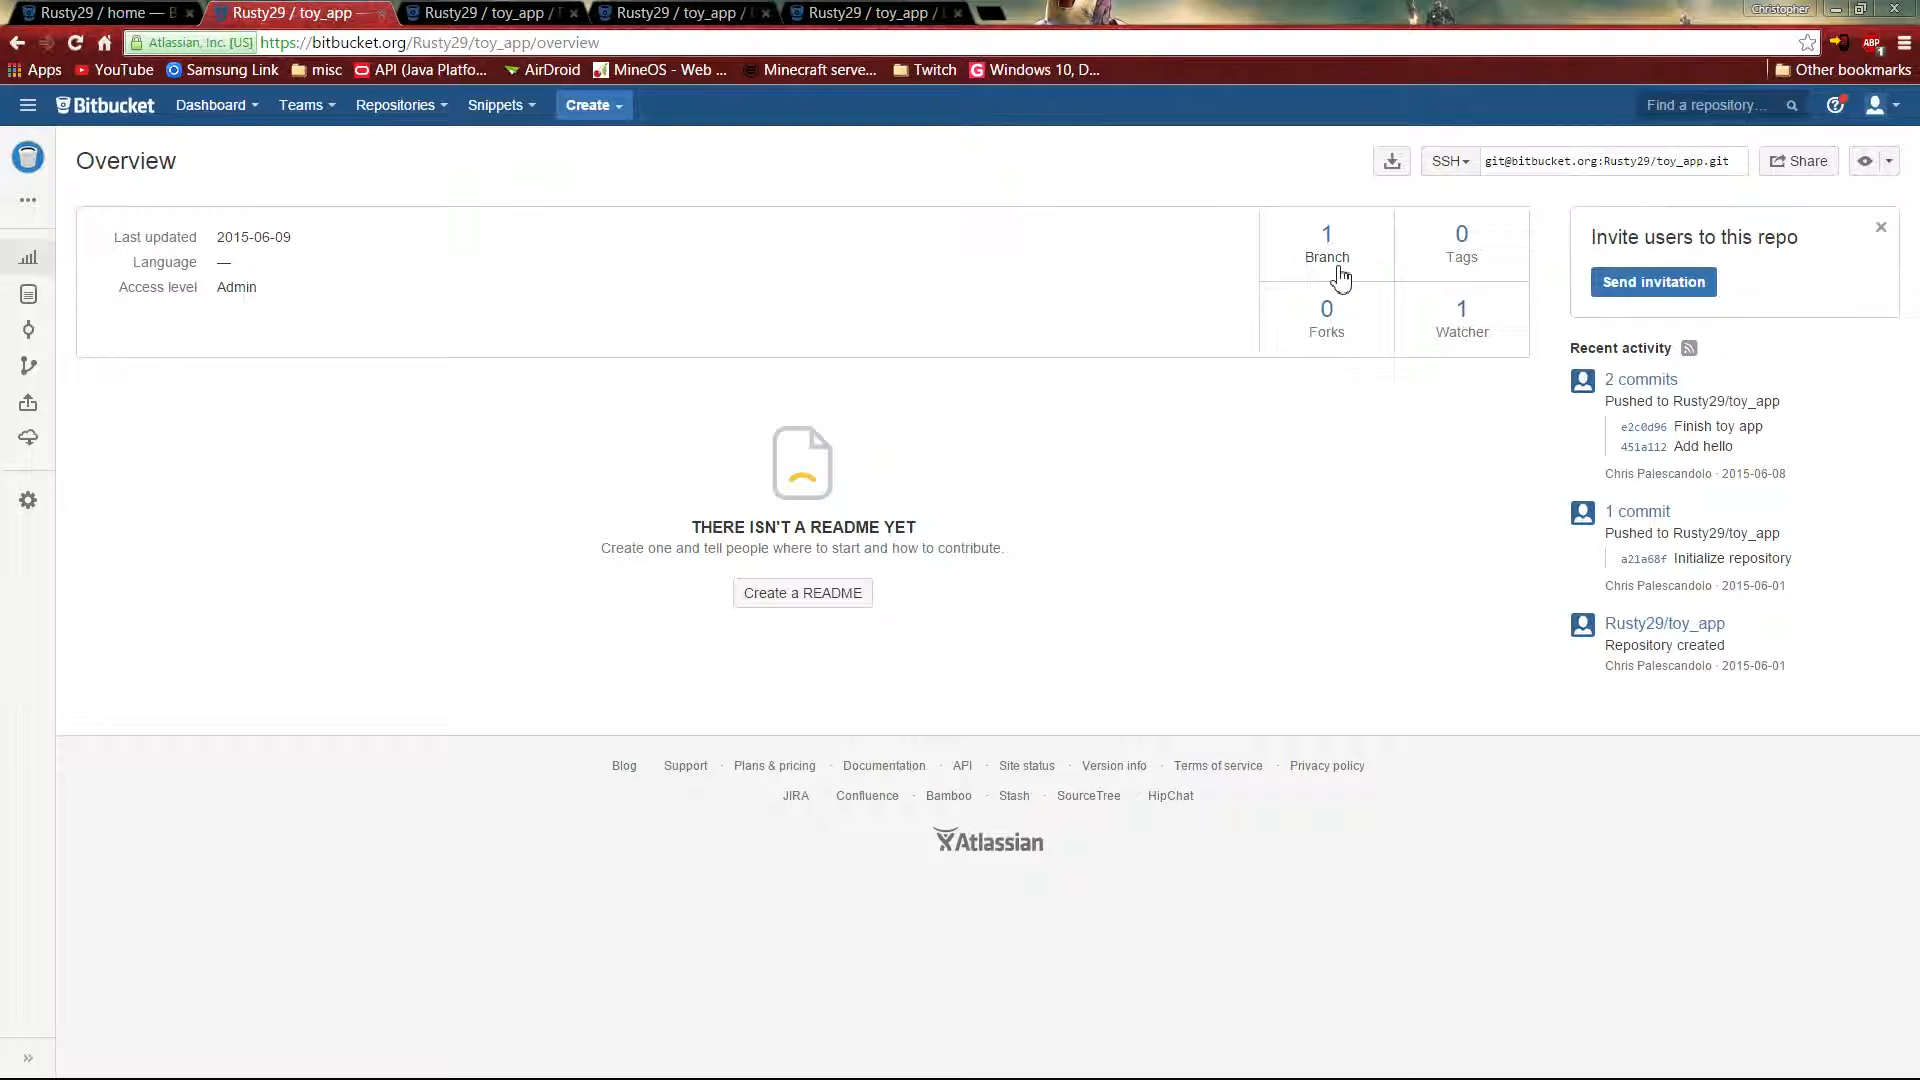 Rusty29 / home — B
Rusty29 / toy_app —
Rusty29 / toy_app /
Rusty29 / toy_app /
Rusty29 / toy_app /
Christopher
Atlassian, Inc. [US] https://bitbucket.org/Rusty29/toy_app/overview
ABP
1
Apps YouTube Samsung Link misc API (Java Platfo... AirDroid MineOS - Web ... Minecraft serve... Twitch Windows 10, D... Other bookmarks
Bitbucket Dashboard Teams Repositories Snippets Create Find a repository...
Overview
SSH git@bitbucket.org:Rusty29/toy_app.git Share
Last updated 2015-06-09
Language —
Access level Admin
1
Branch
0
Tags
0
Forks
1
Watcher
THERE ISN'T A README YET
Create one and tell people where to start and how to contribute.
Create a README
Invite users to this repo
Send invitation
Recent activity
2 commits
Pushed to Rusty29/toy_app
e2c0d96 Finish toy app
451a112 Add hello
Chris Palescandolo · 2015-06-08
1 commit
Pushed to Rusty29/toy_app
a21a68f Initialize repository
Chris Palescandolo · 2015-06-01
Rusty29/toy_app
Repository created
Chris Palescandolo · 2015-06-01
Blog Support · Plans & pricing · Documentation · API · Site status · Version info · Terms of service · Privacy policy
JIRA Confluence · Bamboo · Stash · SourceTree · HipChat
Atlassian